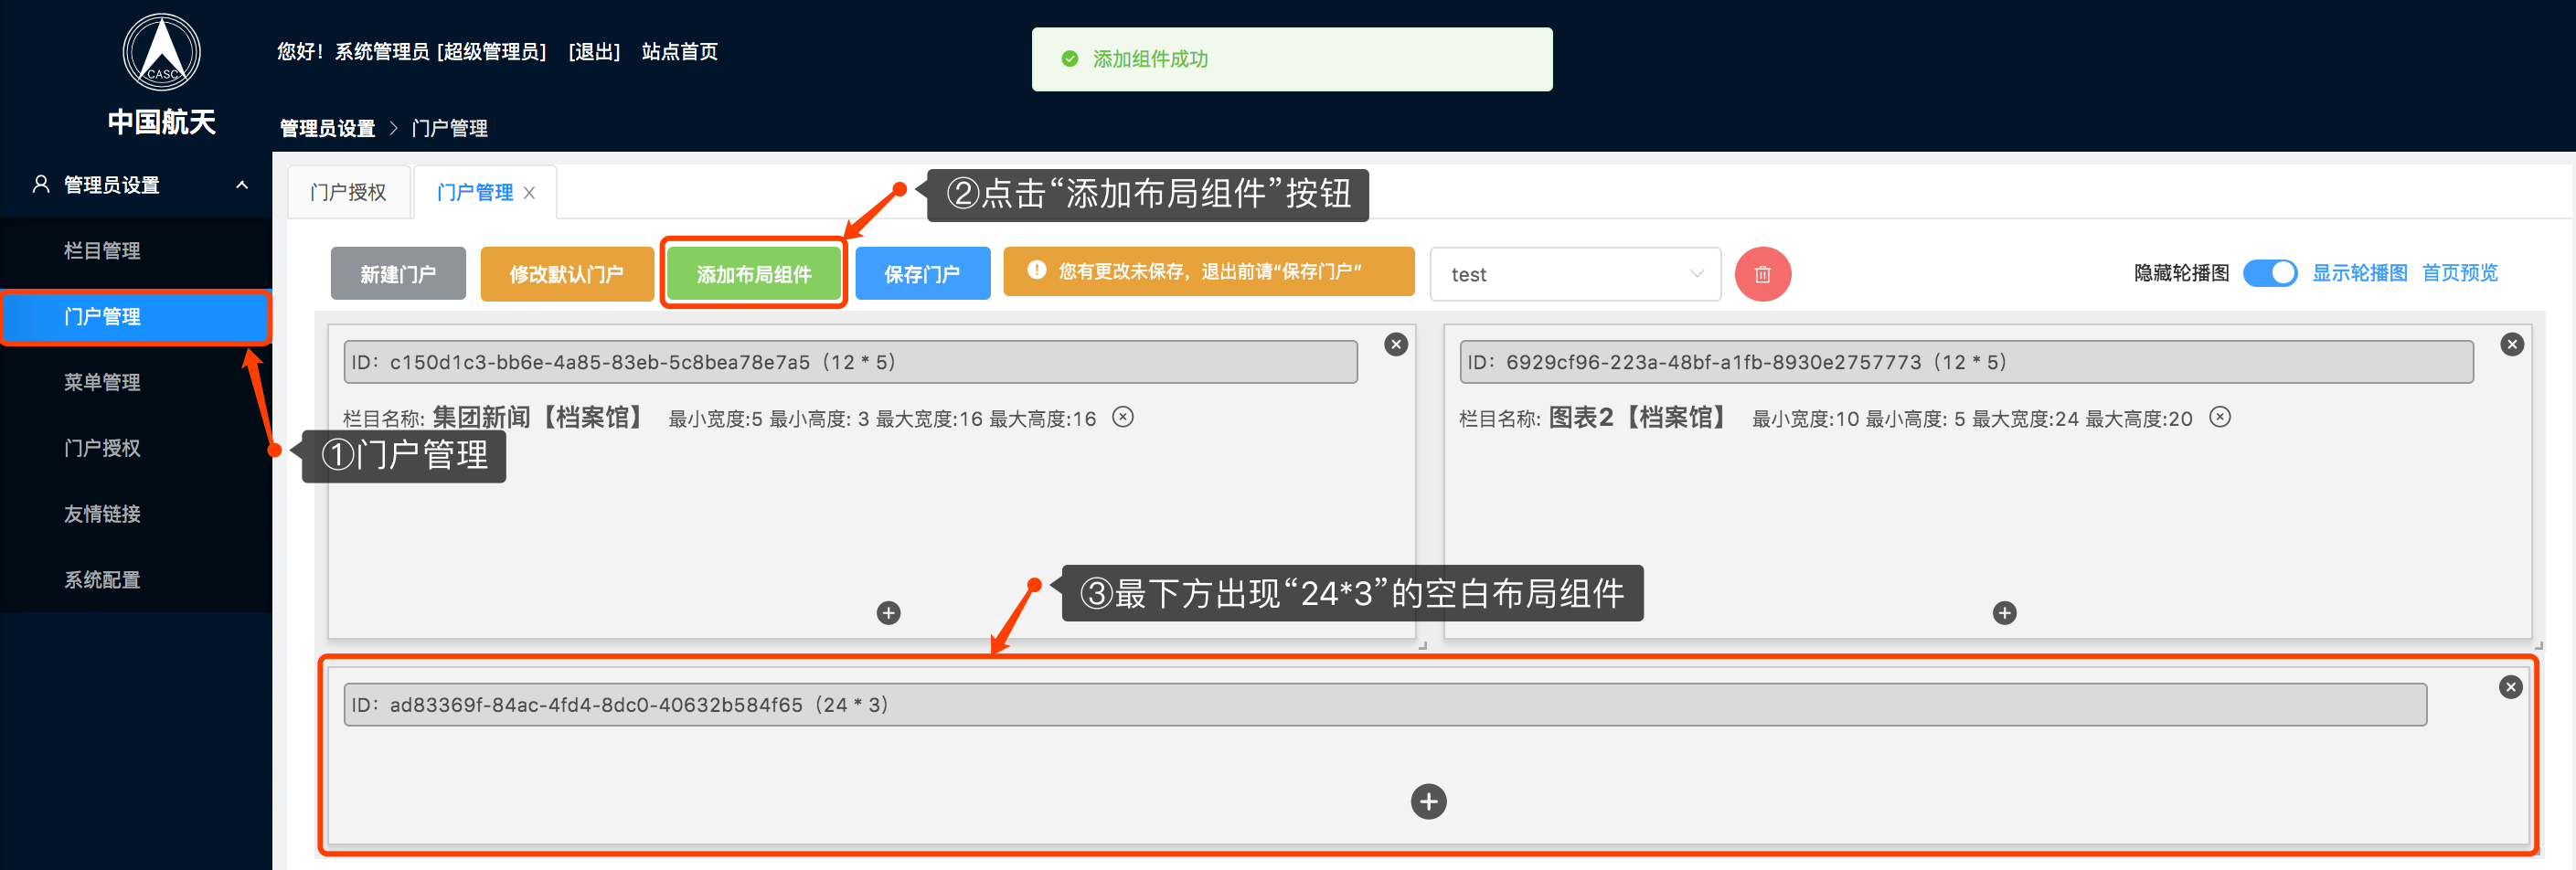 CASC
中国航天
您好！系统管理员 [超级管理员] [退出] 站点首页
添加组件成功
管理员设置 > 门户管理
管理员设置
栏目管理
门户管理
菜单管理
门户授权
友情链接
系统配置
门户授权
门户管理
②点击“添加布局组件”按钮
新建门户
修改默认门户
添加布局组件
保存门户
您有更改未保存，退出前请“保存门户”
test
隐藏轮播图
显示轮播图
首页预览
ID：c150d1c3-bb6e-4a85-83eb-5c8bea78e7a5（12 * 5）
栏目名称: 集团新闻【档案馆】 最小宽度:5 最小高度: 3 最大宽度:16 最大高度:16
ID：6929cf96-223a-48bf-a1fb-8930e2757773（12 * 5）
栏目名称: 图表2【档案馆】 最小宽度:10 最小高度: 5 最大宽度:24 最大高度:20
①门户管理
③最下方出现“24*3”的空白布局组件
ID：ad83369f-84ac-4fd4-8dc0-40632b584f65（24 * 3）